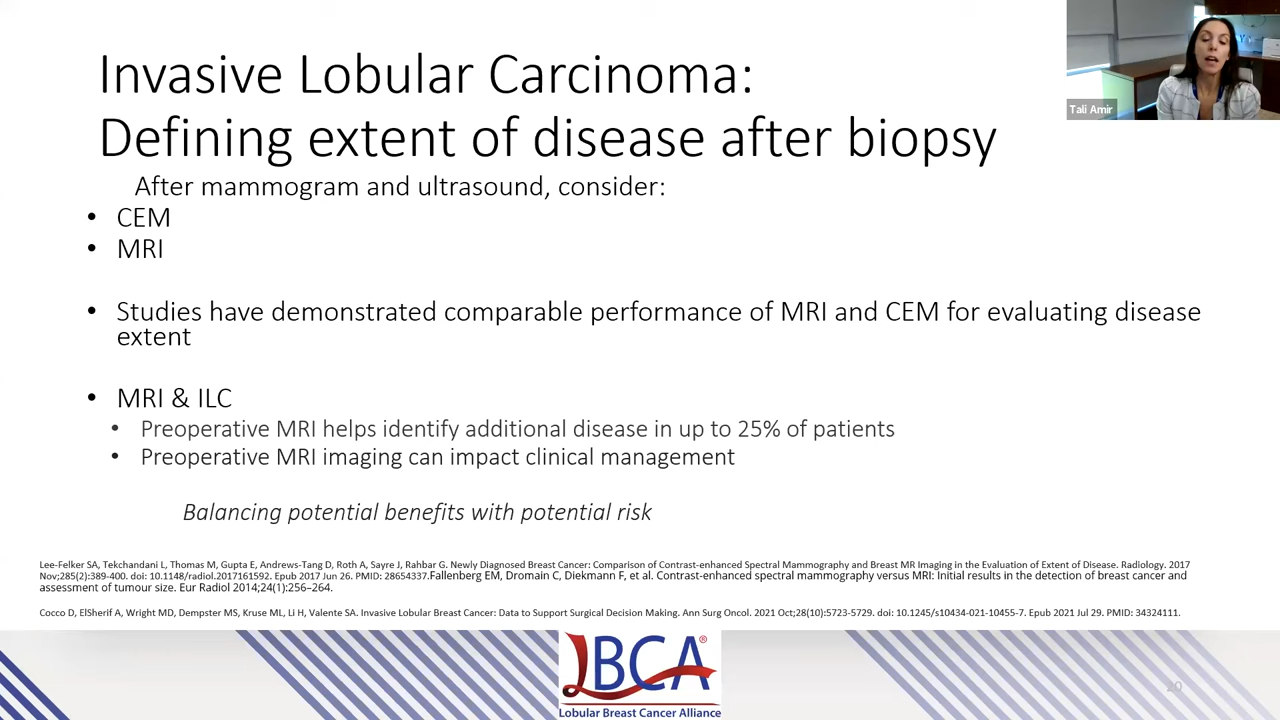 Invasive Lobular Carcinoma:
Defining extent of disease after biopsy
Tali Amir
After mammogram and ultrasound, consider:
• CEM
• MRI
• Studies have demonstrated comparable performance of MRI and CEM for evaluating disease
extent
• MRI & ILC
• Preoperative MRI helps identify additional disease in up to 25% of patients
• Preoperative MRI imaging can impact clinical management
Balancing potential benefits with potential risk
Lee-Felker SA, Tekchandani L, Thomas M, Gupta E, Andrews-Tang D, Roth A, Sayre J, Rahbar G. Newly Diagnosed Breast Cancer: Comparison of Contrast-enhanced Spectral Mammography and Breast MR Imaging in the Evaluation of Extent of Disease. Radiology. 2017
Nov;285(2):389-400. doi: 10.1148/radiol.2017161592. Epub 2017 Jun 26. PMID: 28654337.Fallenberg EM, Dromain C, Diekmann F, et al. Contrast-enhanced spectral mammography versus MRI: Initial results in the detection of breast cancer and
assessment of tumour size. Eur Radiol 2014;24(1):256–264.
Cocco D, ElSherif A, Wright MD, Dempster MS, Kruse ML, Li H, Valente SA. Invasive Lobular Breast Cancer: Data to Support Surgical Decision Making. Ann Surg Oncol. 2021 Oct;28(10):5723-5729. doi: 10.1245/s10434-021-10455-7. Epub 2021 Jul 29. PMID: 34324111.
LBCA®
Lobular Breast Cancer Alliance
20